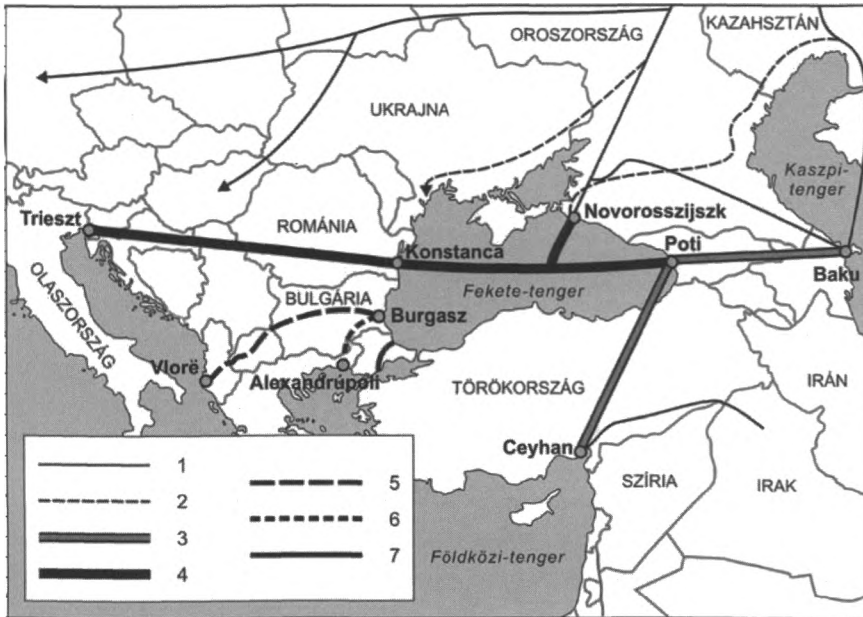 OROSZORSZÁG
KAZAHSZTÁN
UKRAJNA
Kaszpi-
tenger
Trieszt
ROMÁNIA
Novorosszijszk
Konstanca
Poti
Baku
OLASZORSZÁG
Fekete-tenger
BULGÁRIA
Burgasz
Vlorë
Alexandrúpoli
TÖRÖKORSZÁG
IRÁN
Ceyhan
SZÍRIA
IRAK
Földközi-tenger
1
2
3
4
5
6
7